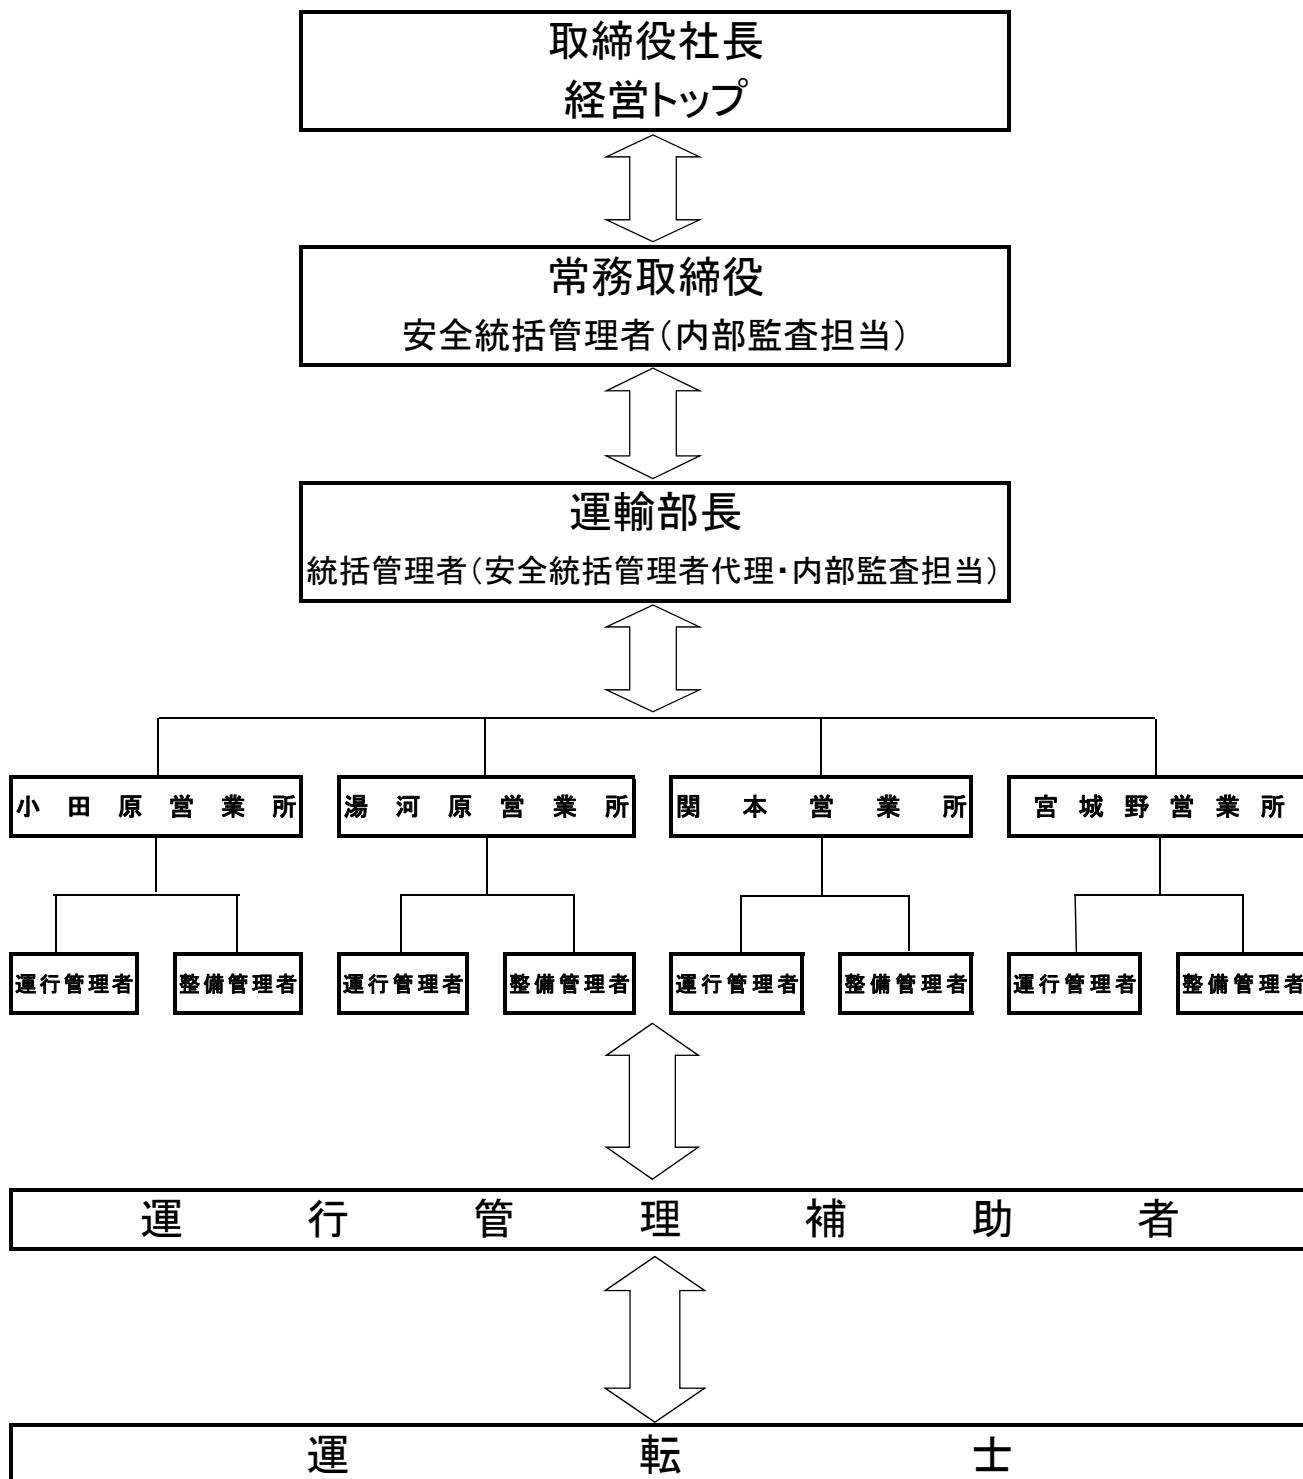 取締役社長
経営トップ
常務取締役
安全統括管理者(内部監査担当)
運輸部長
統括管理者(安全統括管理者代理・内部監査担当)
小田原営業所
湯河原営業所
関本営業所
宮城野営業所
運行管理者
整備管理者
運行管理者
整備管理者
運行管理者
整備管理者
運行管理者
整備管理者
運行管理補助者
運転士